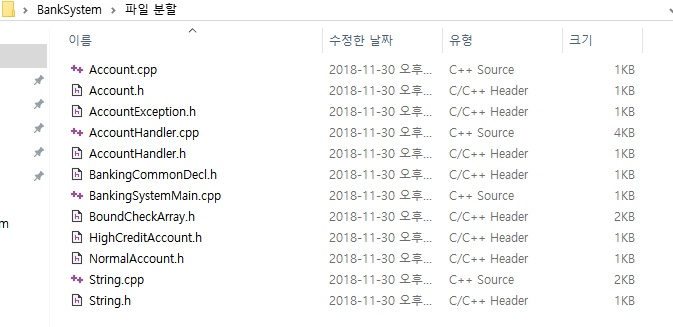 BankSystem > 파일 분할
이름 수정한 날짜 유형 크기
Account.cpp 2018-11-30 오후... C++ Source 1KB
Account.h 2018-11-30 오후... C/C++ Header 1KB
AccountException.h 2018-11-30 오후... C/C++ Header 1KB
AccountHandler.cpp 2018-11-30 오후... C++ Source 4KB
AccountHandler.h 2018-11-30 오후... C/C++ Header 1KB
BankingCommonDecl.h 2018-11-30 오후... C/C++ Header 1KB
BankingSystemMain.cpp 2018-11-30 오후... C++ Source 1KB
BoundCheckArray.h 2018-11-30 오후... C/C++ Header 2KB
HighCreditAccount.h 2018-11-30 오후... C/C++ Header 1KB
NormalAccount.h 2018-11-30 오후... C/C++ Header 1KB
String.cpp 2018-11-30 오후... C++ Source 2KB
String.h 2018-11-30 오후... C/C++ Header 1KB